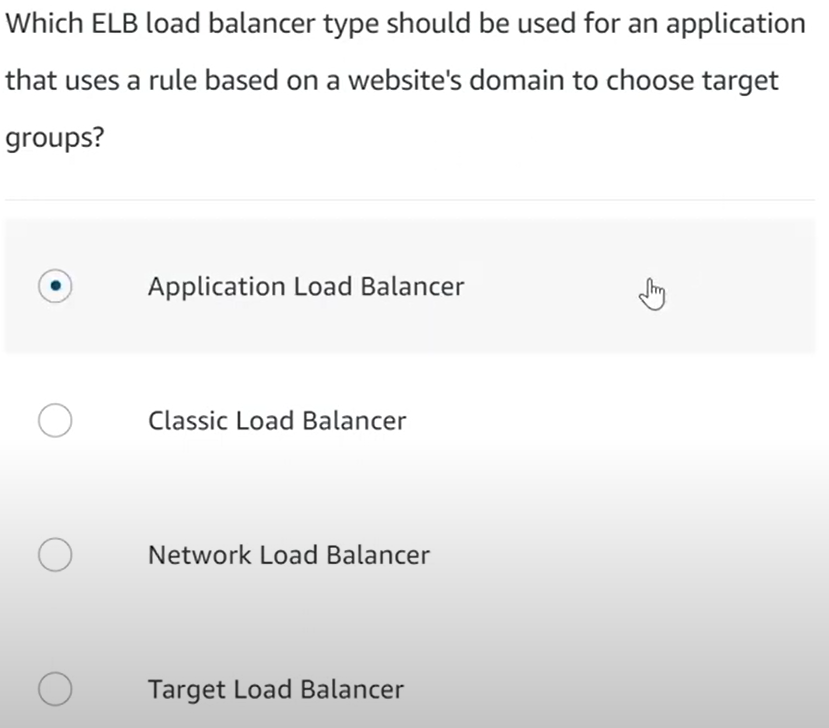 Which ELB load balancer type should be used for an application
that uses a rule based on a website's domain to choose target
groups?
Application Load Balancer
Classic Load Balancer
Network Load Balancer
Target Load Balancer